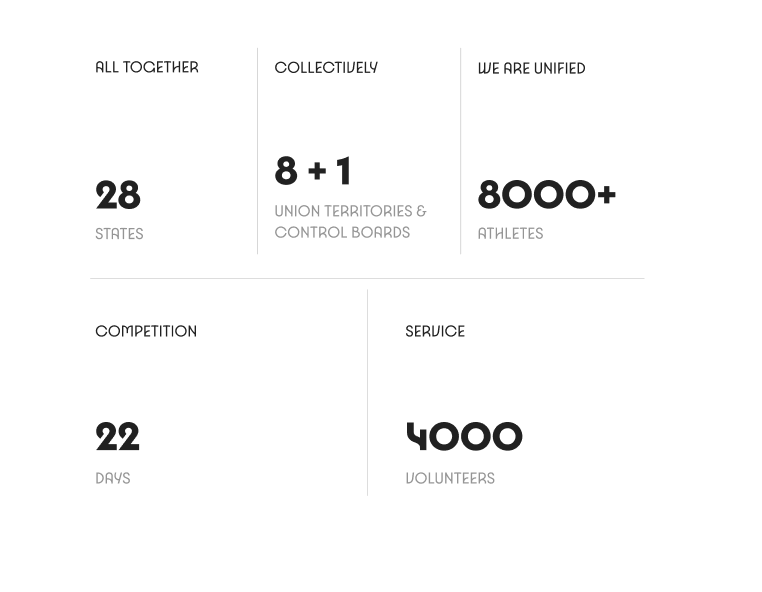 ALL TOGETHER
28
STATES
COLLECTIVELY
8 + 1
UNION TERRITORIES &
CONTROL BOARDS
WE ARE UNIFIED
8000+
ATHLETES
COMPETITION
22
DAYS
SERVICE
4000
VOLUNTEERS